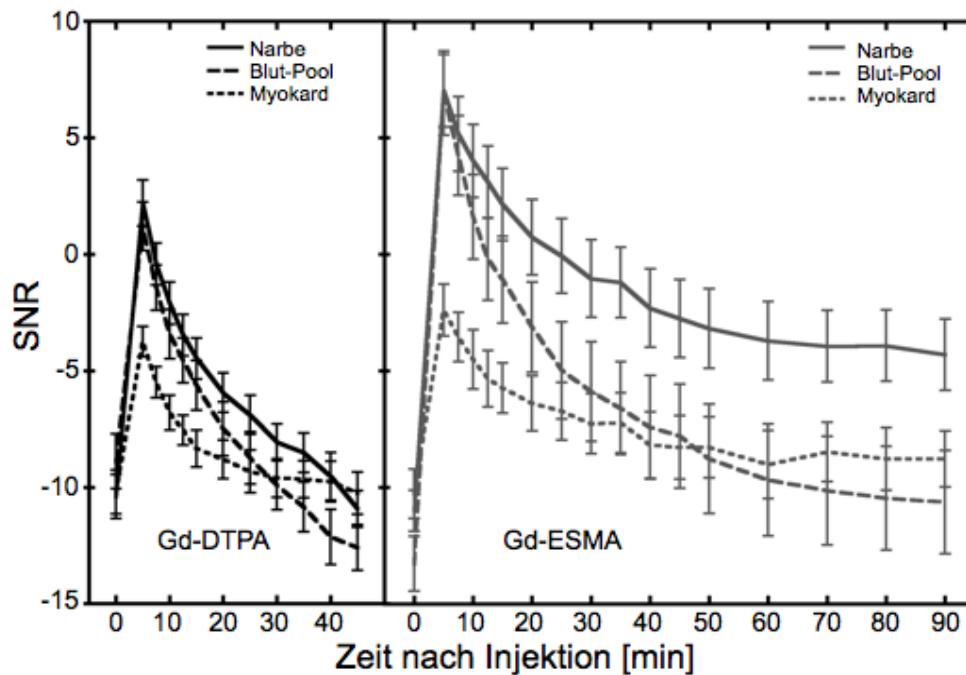 10
5
0
-5
-10
-15
SNR
Narbe
Blut-Pool
Myokard
Gd-DTPA
0 10 20 30 40
Narbe
Blut-Pool
Myokard
Gd-ESMA
0 10 20 30 40 50 60 70 80 90
Zeit nach Injektion [min]